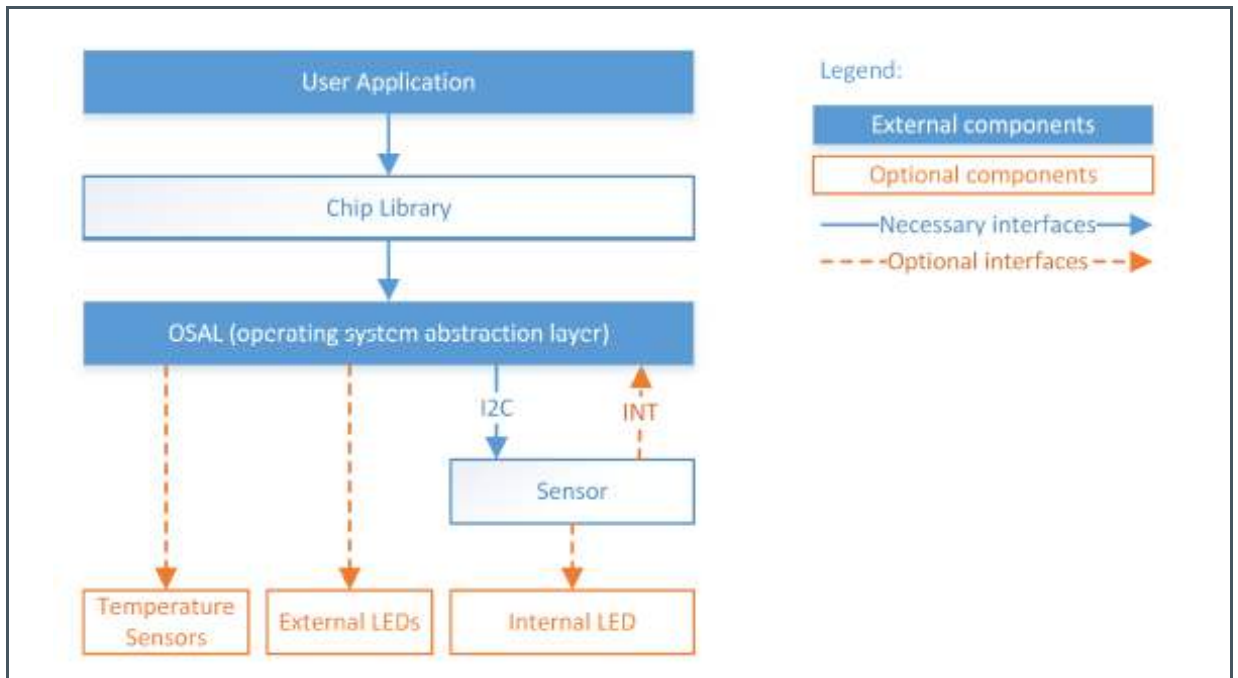 User Application
Legend:
External components
Optional components
Chip Library
Necessary interfaces
Optional interfaces
OSAL (operating system abstraction layer)
I2C
INT
Sensor
Temperature
Sensors
External LEDs
Internal LED